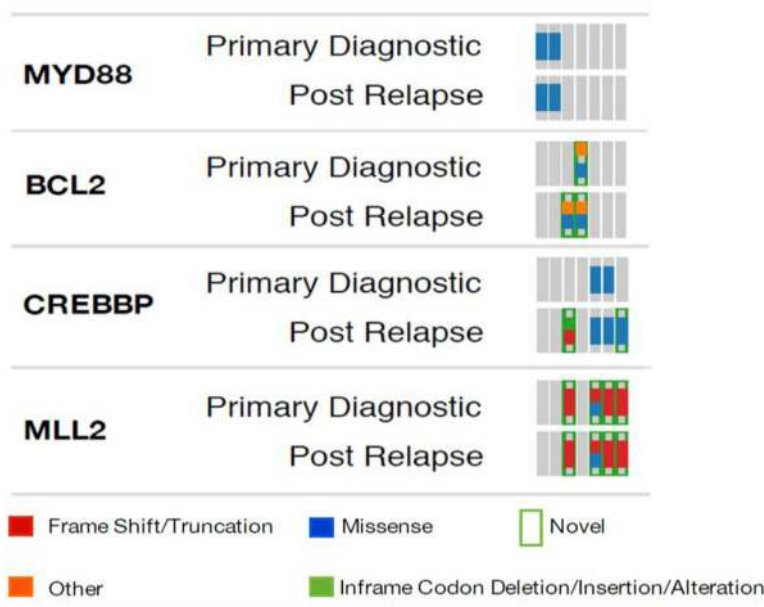 MYD88
Primary Diagnostic
Post Relapse
BCL2
Primary Diagnostic
Post Relapse
CREBBP
Primary Diagnostic
Post Relapse
MLL2
Primary Diagnostic
Post Relapse
Frame Shift/Truncation Missense Novel
Other Inframe Codon Deletion/Insertion/Alteration